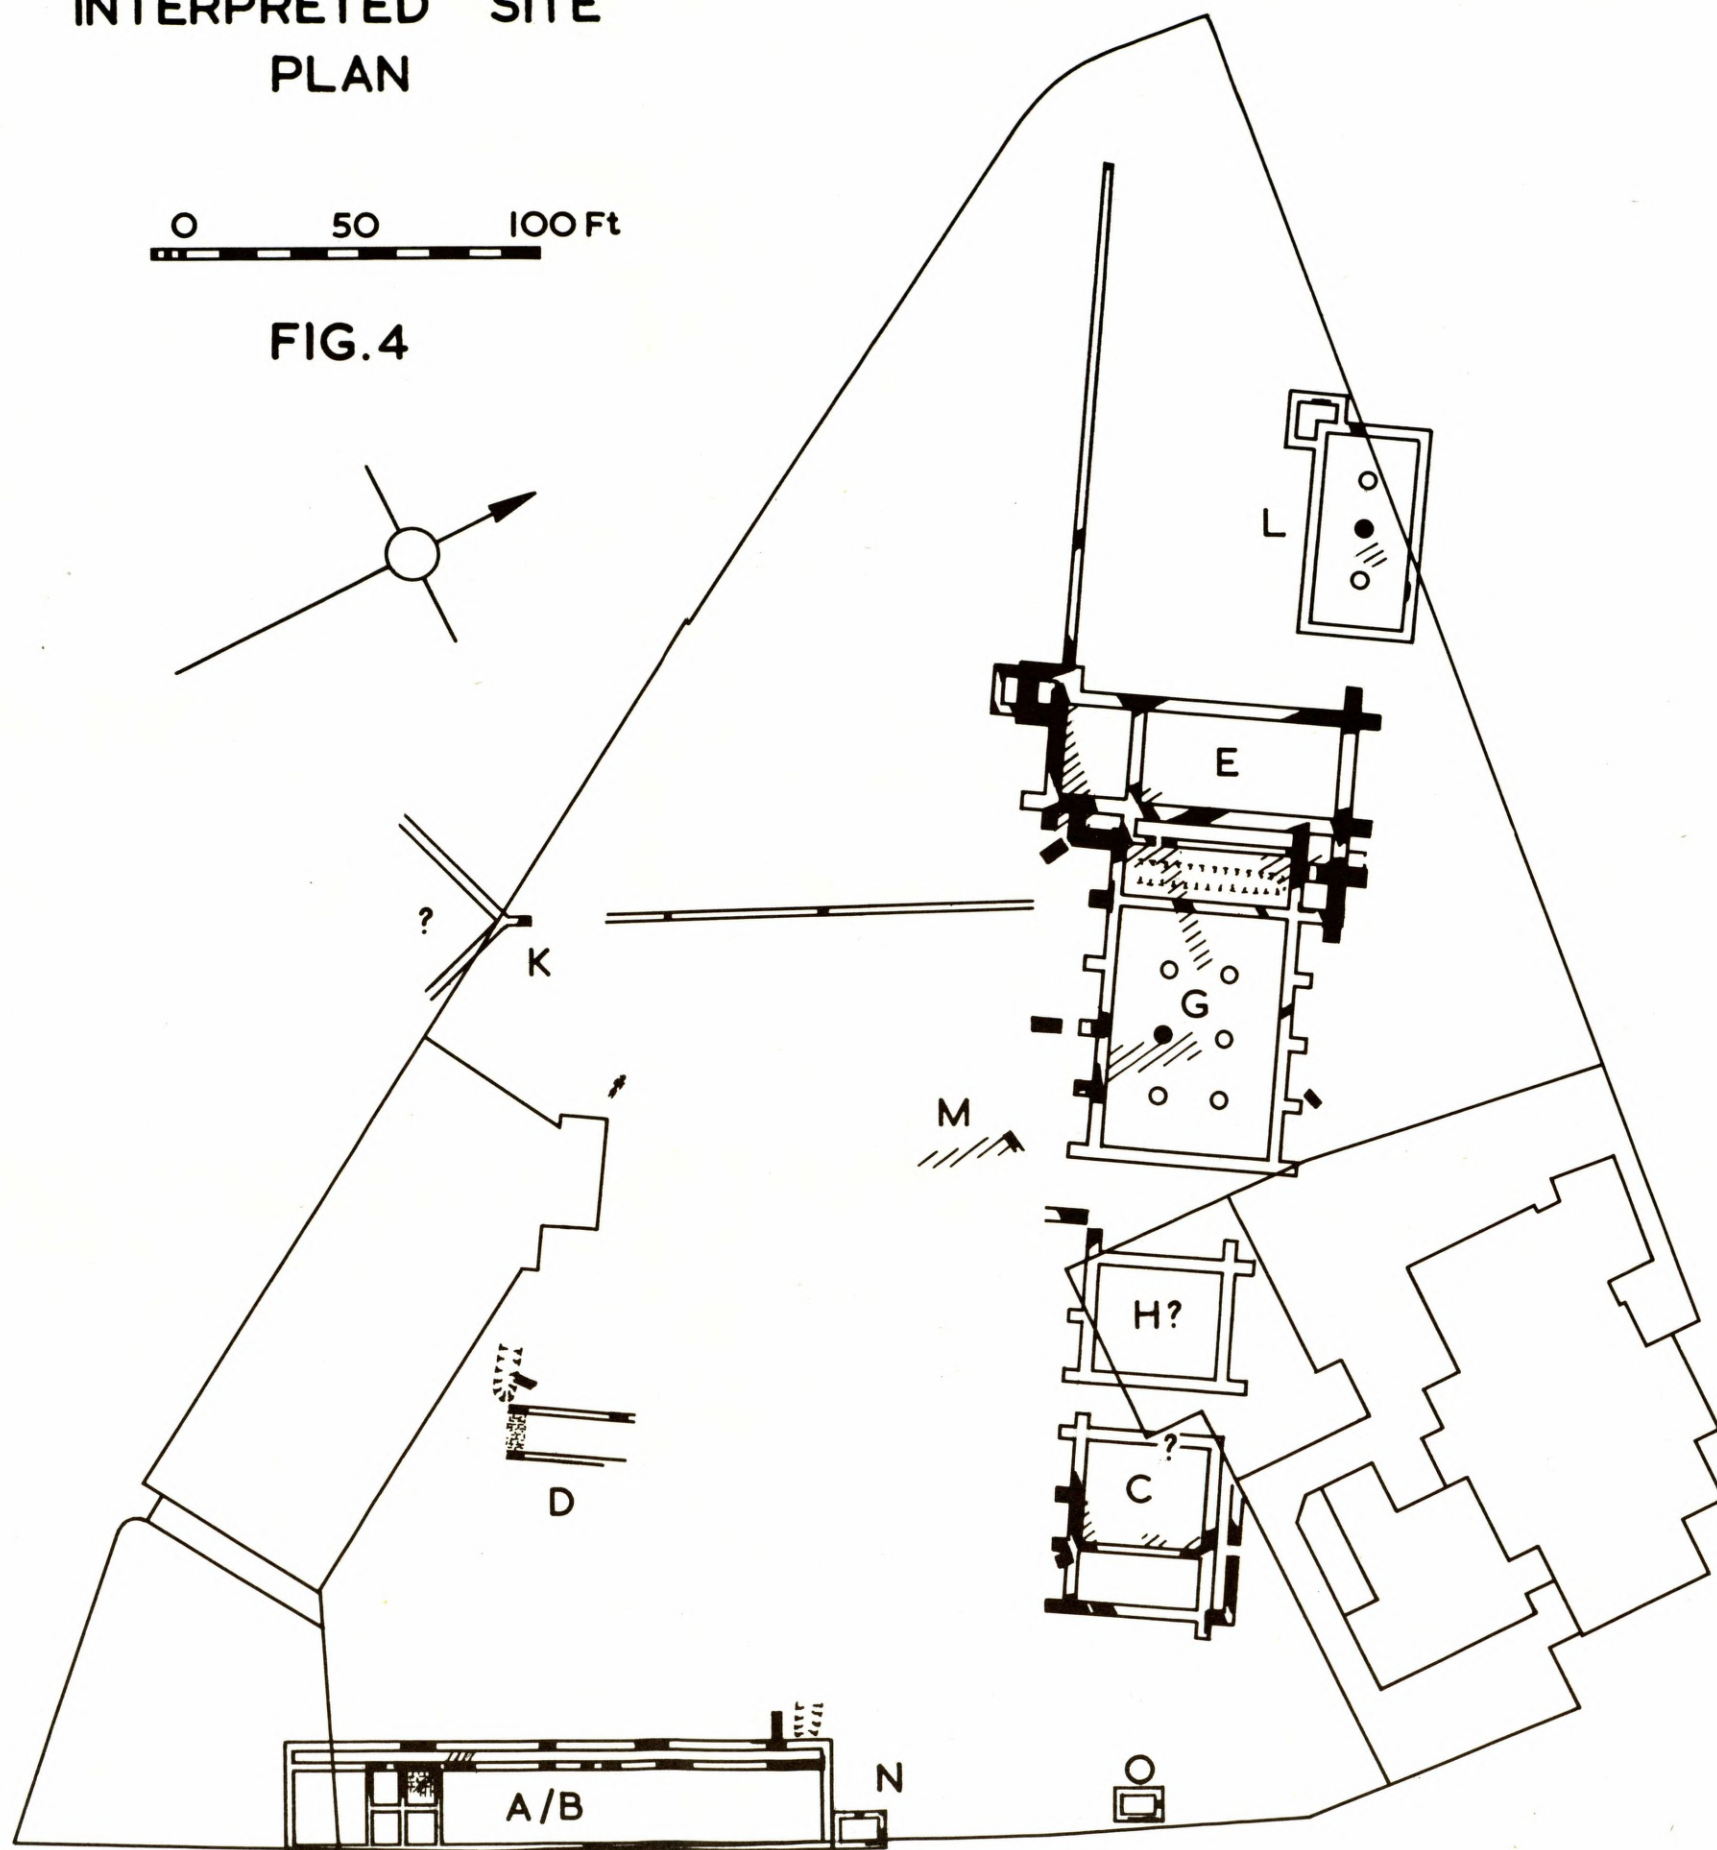 INTERPRETED SITE
PLAN
0 50 100 Ft
FIG. 4
L
E
?
K
G
M
H?
?
C
D
N
A/B
O